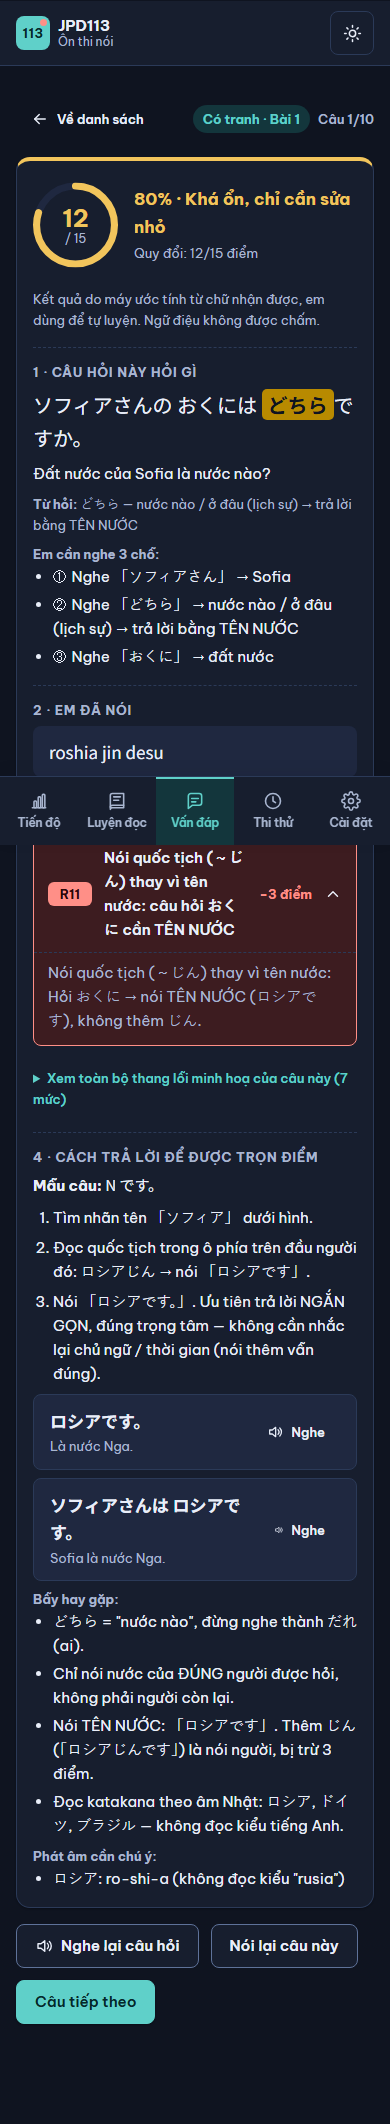 113
JPD113
Ôn thi nói
Về danh sách
Có tranh · Bài 1
Câu 1/10
12
/ 15
80% · Khá ổn, chỉ cần sửa
nhỏ
Quy đổi: 12/15 điểm
Kết quả do máy ước tính từ chữ nhận được, em
dùng để tự luyện. Ngữ điệu không được chấm.
1 · CÂU HỎI NÀY HỎI GÌ
ソフィアさんの おくには どちら で
すか。
Đất nước của Sofia là nước nào?
Từ hỏi: どちら — nước nào / ở đâu (lịch sự) → trả lời
bằng TÊN NƯỚC
Em cần nghe 3 chỗ:
• ① Nghe 「ソフィアさん」 → Sofia
• ② Nghe 「どちら」 → nước nào / ở đâu
(lịch sự) → trả lời bằng TÊN NƯỚC
• ③ Nghe 「おくに」 → đất nước
2 · EM ĐÃ NÓI
roshia jin desu
Tiến độ
Luyện đọc
Vấn đáp
Thi thử
Cài đặt
R11
Nói quốc tịch (～じ
ん) thay vì tên
nước: câu hỏi おく
に cần TÊN NƯỚC
-3 điểm
Nói quốc tịch (～じん) thay vì tên nước:
Hỏi おくに → nói TÊN NƯỚC (ロシアで
す), không thêm じん.
▶ Xem toàn bộ thang lỗi minh hoạ của câu này (7
mức)
4 · CÁCH TRẢ LỜI ĐỂ ĐƯỢC TRỌN ĐIỂM
Mẫu câu: N です。
1. Tìm nhãn tên 「ソフィア」 dưới hình.
2. Đọc quốc tịch trong ô phía trên đầu người
đó: ロシアじん → nói 「ロシアです」.
3. Nói 「ロシアです。」. Ưu tiên trả lời NGẮN
GỌN, đúng trọng tâm — không cần nhắc
lại chủ ngữ / thời gian (nói thêm vẫn
đúng).
ロシアです。
Là nước Nga.
Nghe
ソフィアさんは ロシアで
す。
Sofia là nước Nga.
Nghe
Bẫy hay gặp:
• どちら = "nước nào", đừng nghe thành だれ
(ai).
• Chỉ nói nước của ĐÚNG người được hỏi,
không phải người còn lại.
• Nói TÊN NƯỚC: 「ロシアです」. Thêm じん
(「ロシアじんです」) là nói người, bị trừ 3
điểm.
• Đọc katakana theo âm Nhật: ロシア, ドイ
ツ, ブラジル — không đọc kiểu tiếng Anh.
Phát âm cần chú ý:
• ロシア: ro-shi-a (không đọc kiểu "rusia")
Nghe lại câu hỏi
Nói lại câu này
Câu tiếp theo